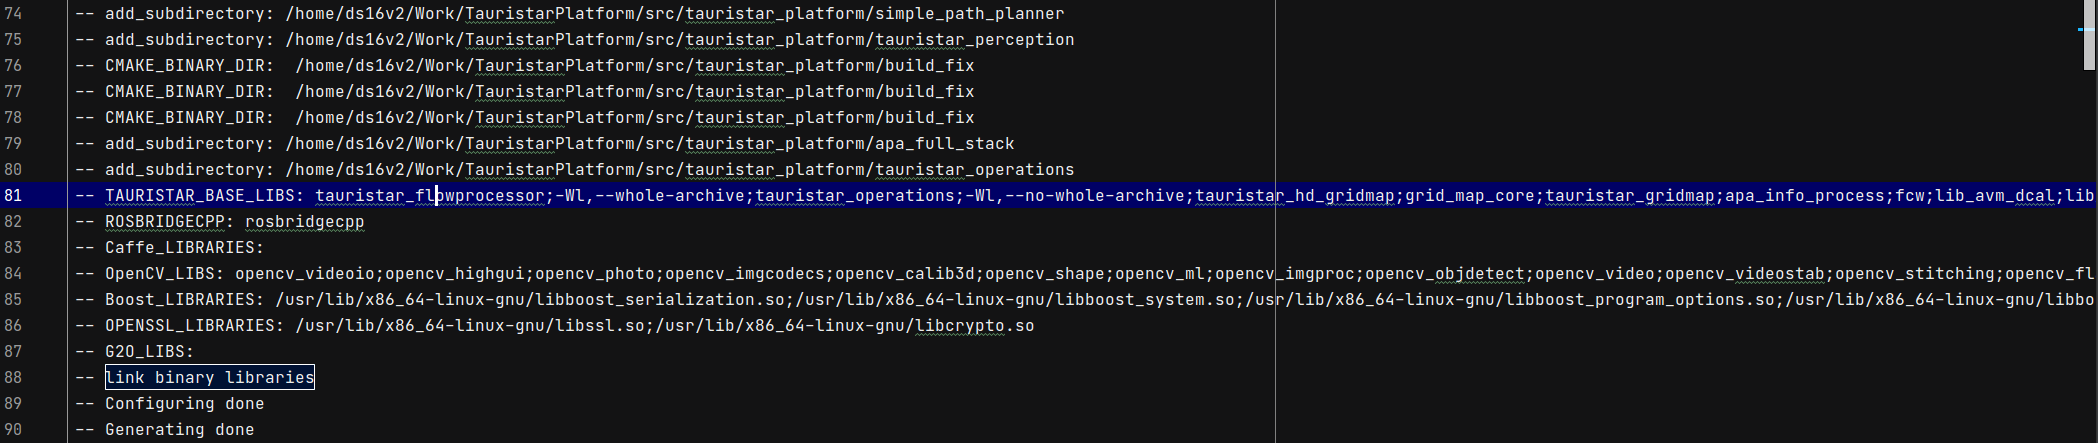 74 -- add_subdirectory: /home/ds16v2/Work/TauristarPlatform/src/tauristar_platform/simple_path_planner
75 -- add_subdirectory: /home/ds16v2/Work/TauristarPlatform/src/tauristar_platform/tauristar_perception
76 -- CMAKE_BINARY_DIR:  /home/ds16v2/Work/TauristarPlatform/src/tauristar_platform/build_fix
77 -- CMAKE_BINARY_DIR:  /home/ds16v2/Work/TauristarPlatform/src/tauristar_platform/build_fix
78 -- CMAKE_BINARY_DIR:  /home/ds16v2/Work/TauristarPlatform/src/tauristar_platform/build_fix
79 -- add_subdirectory: /home/ds16v2/Work/TauristarPlatform/src/tauristar_platform/apa_full_stack
80 -- add_subdirectory: /home/ds16v2/Work/TauristarPlatform/src/tauristar_platform/tauristar_operations
81 -- TAURISTAR_BASE_LIBS: tauristar_flowprocessor;-Wl,--whole-archive;tauristar_operations;-Wl,--no-whole-archive;tauristar_hd_gridmap;grid_map_core;tauristar_gridmap;apa_info_process;fcw;lib_avm_dcal;lib
82 -- ROSBRIDGECPP: rosbridgecpp
83 -- Caffe_LIBRARIES:
84 -- OpenCV_LIBS: opencv_videoio;opencv_highgui;opencv_photo;opencv_imgcodecs;opencv_calib3d;opencv_shape;opencv_ml;opencv_imgproc;opencv_objdetect;opencv_video;opencv_videostab;opencv_stitching;opencv_fl
85 -- Boost_LIBRARIES: /usr/lib/x86_64-linux-gnu/libboost_serialization.so;/usr/lib/x86_64-linux-gnu/libboost_system.so;/usr/lib/x86_64-linux-gnu/libboost_program_options.so;/usr/lib/x86_64-linux-gnu/libbo
86 -- OPENSSL_LIBRARIES: /usr/lib/x86_64-linux-gnu/libssl.so;/usr/lib/x86_64-linux-gnu/libcrypto.so
87 -- G2O_LIBS:
88 -- link binary libraries
89 -- Configuring done
90 -- Generating done